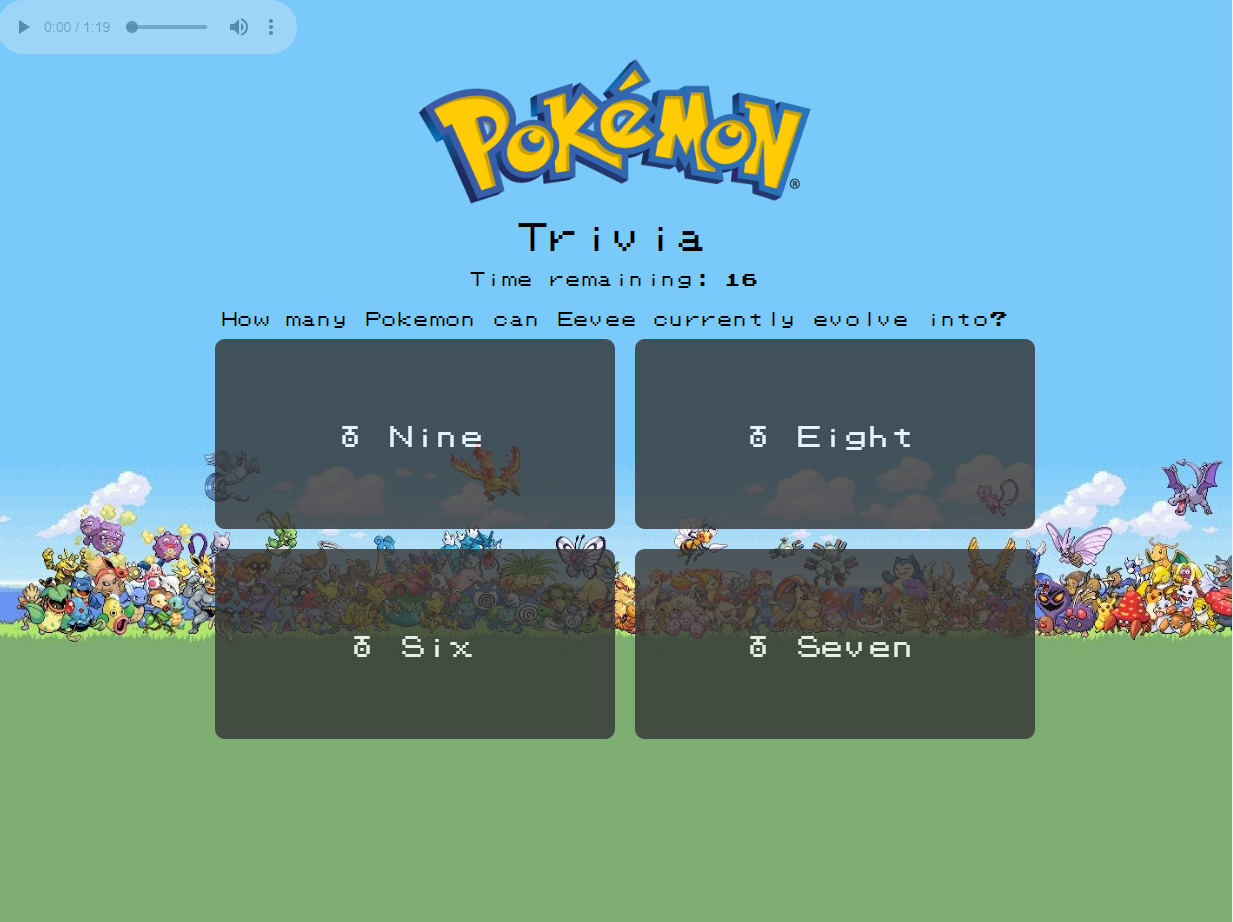 0:00 / 1:19
POKéMON®
Trivia
Time remaining: 16
How many Pokemon can Eevee currently evolve into?
Nine
Eight
Six
Seven